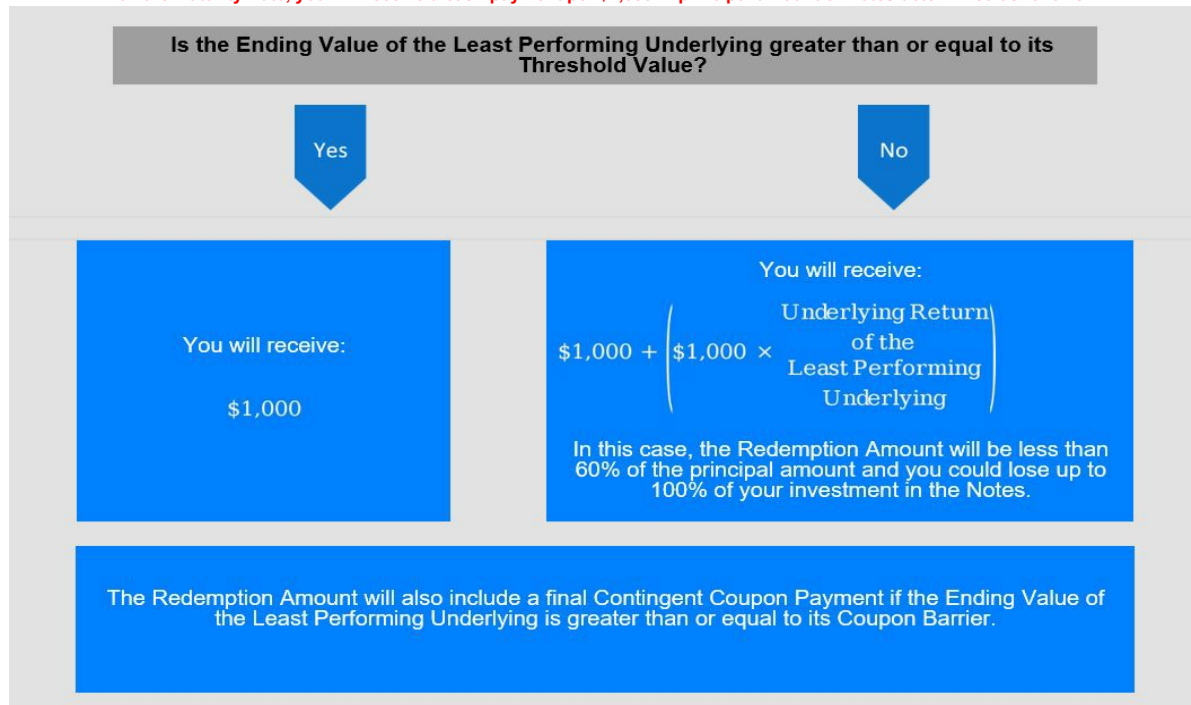 Is the Ending Value of the Least Performing Underlying greater than or equal to its
Threshold Value?
Yes
No
You will receive:
$1,000
You will receive:
$1,000 + ($1,000 × Underlying Return
of the
Least Performing
Underlying)
In this case, the Redemption Amount will be less than
60% of the principal amount and you could lose up to
100% of your investment in the Notes.
The Redemption Amount will also include a final Contingent Coupon Payment if the Ending Value of
the Least Performing Underlying is greater than or equal to its Coupon Barrier.